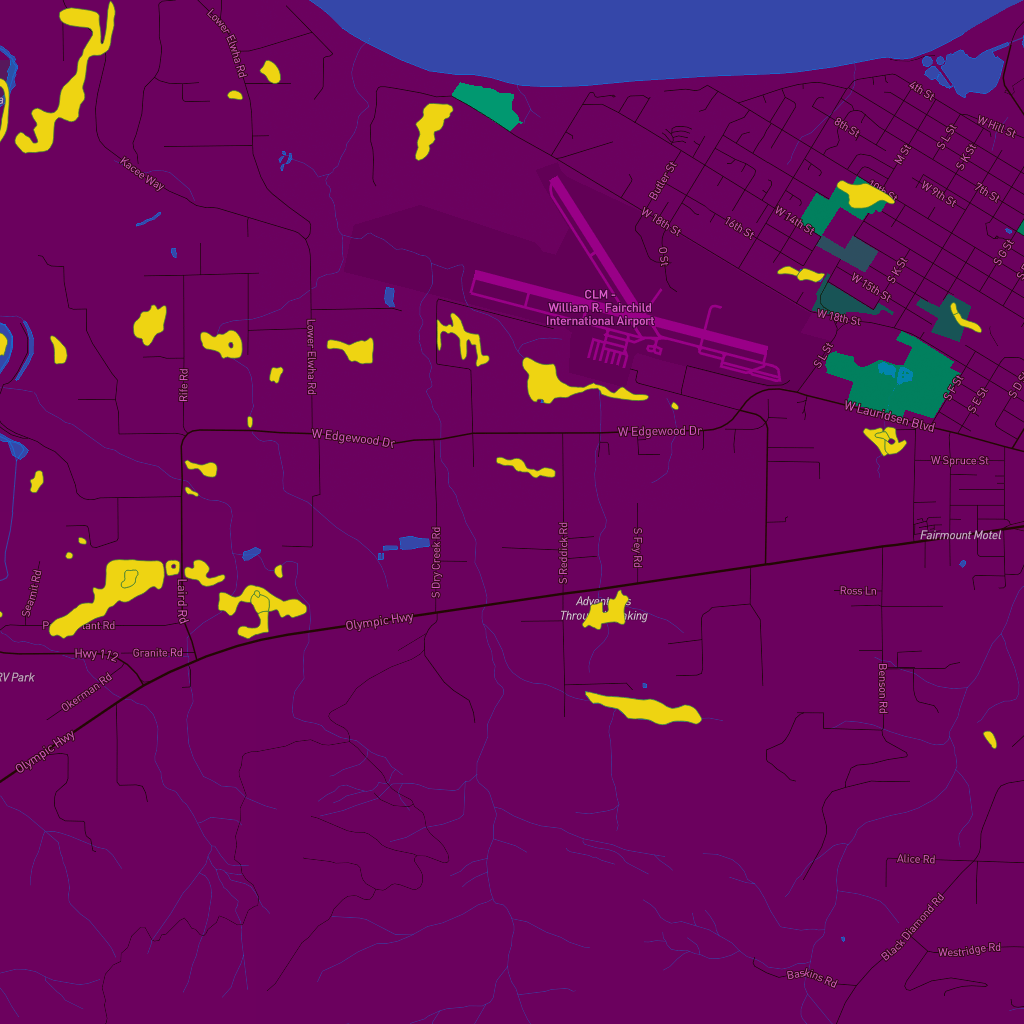 Lower Elwha Rd
4th St
W Hill St
8th St
S L St
S K St
M St
Kacee Way
Butler St
10th St
W 9th St
7th St
W 18th St
16th St
W 14th St
O St
S G St
S K St
W 15th St
CLM -
William R. Fairchild
International Airport
W 18th St
Lower Elwha Rd
S L St
Rife Rd
S F St
S E St
S D St
W Lauridsen Blvd
W Edgewood Dr
W Edgewood Dr
W Spruce St
S Dry Creek Rd
S Reddick Rd
S Fey Rd
Fairmount Motel
Seamit Rd
Laird Rd
Ross Ln
Olympic Hwy
Hwy 112
Granite Rd
RV Park
Okerman Rd
Benson Rd
Olympic Hwy
Alice Rd
Black Diamond Rd
Westridge Rd
Baskins Rd